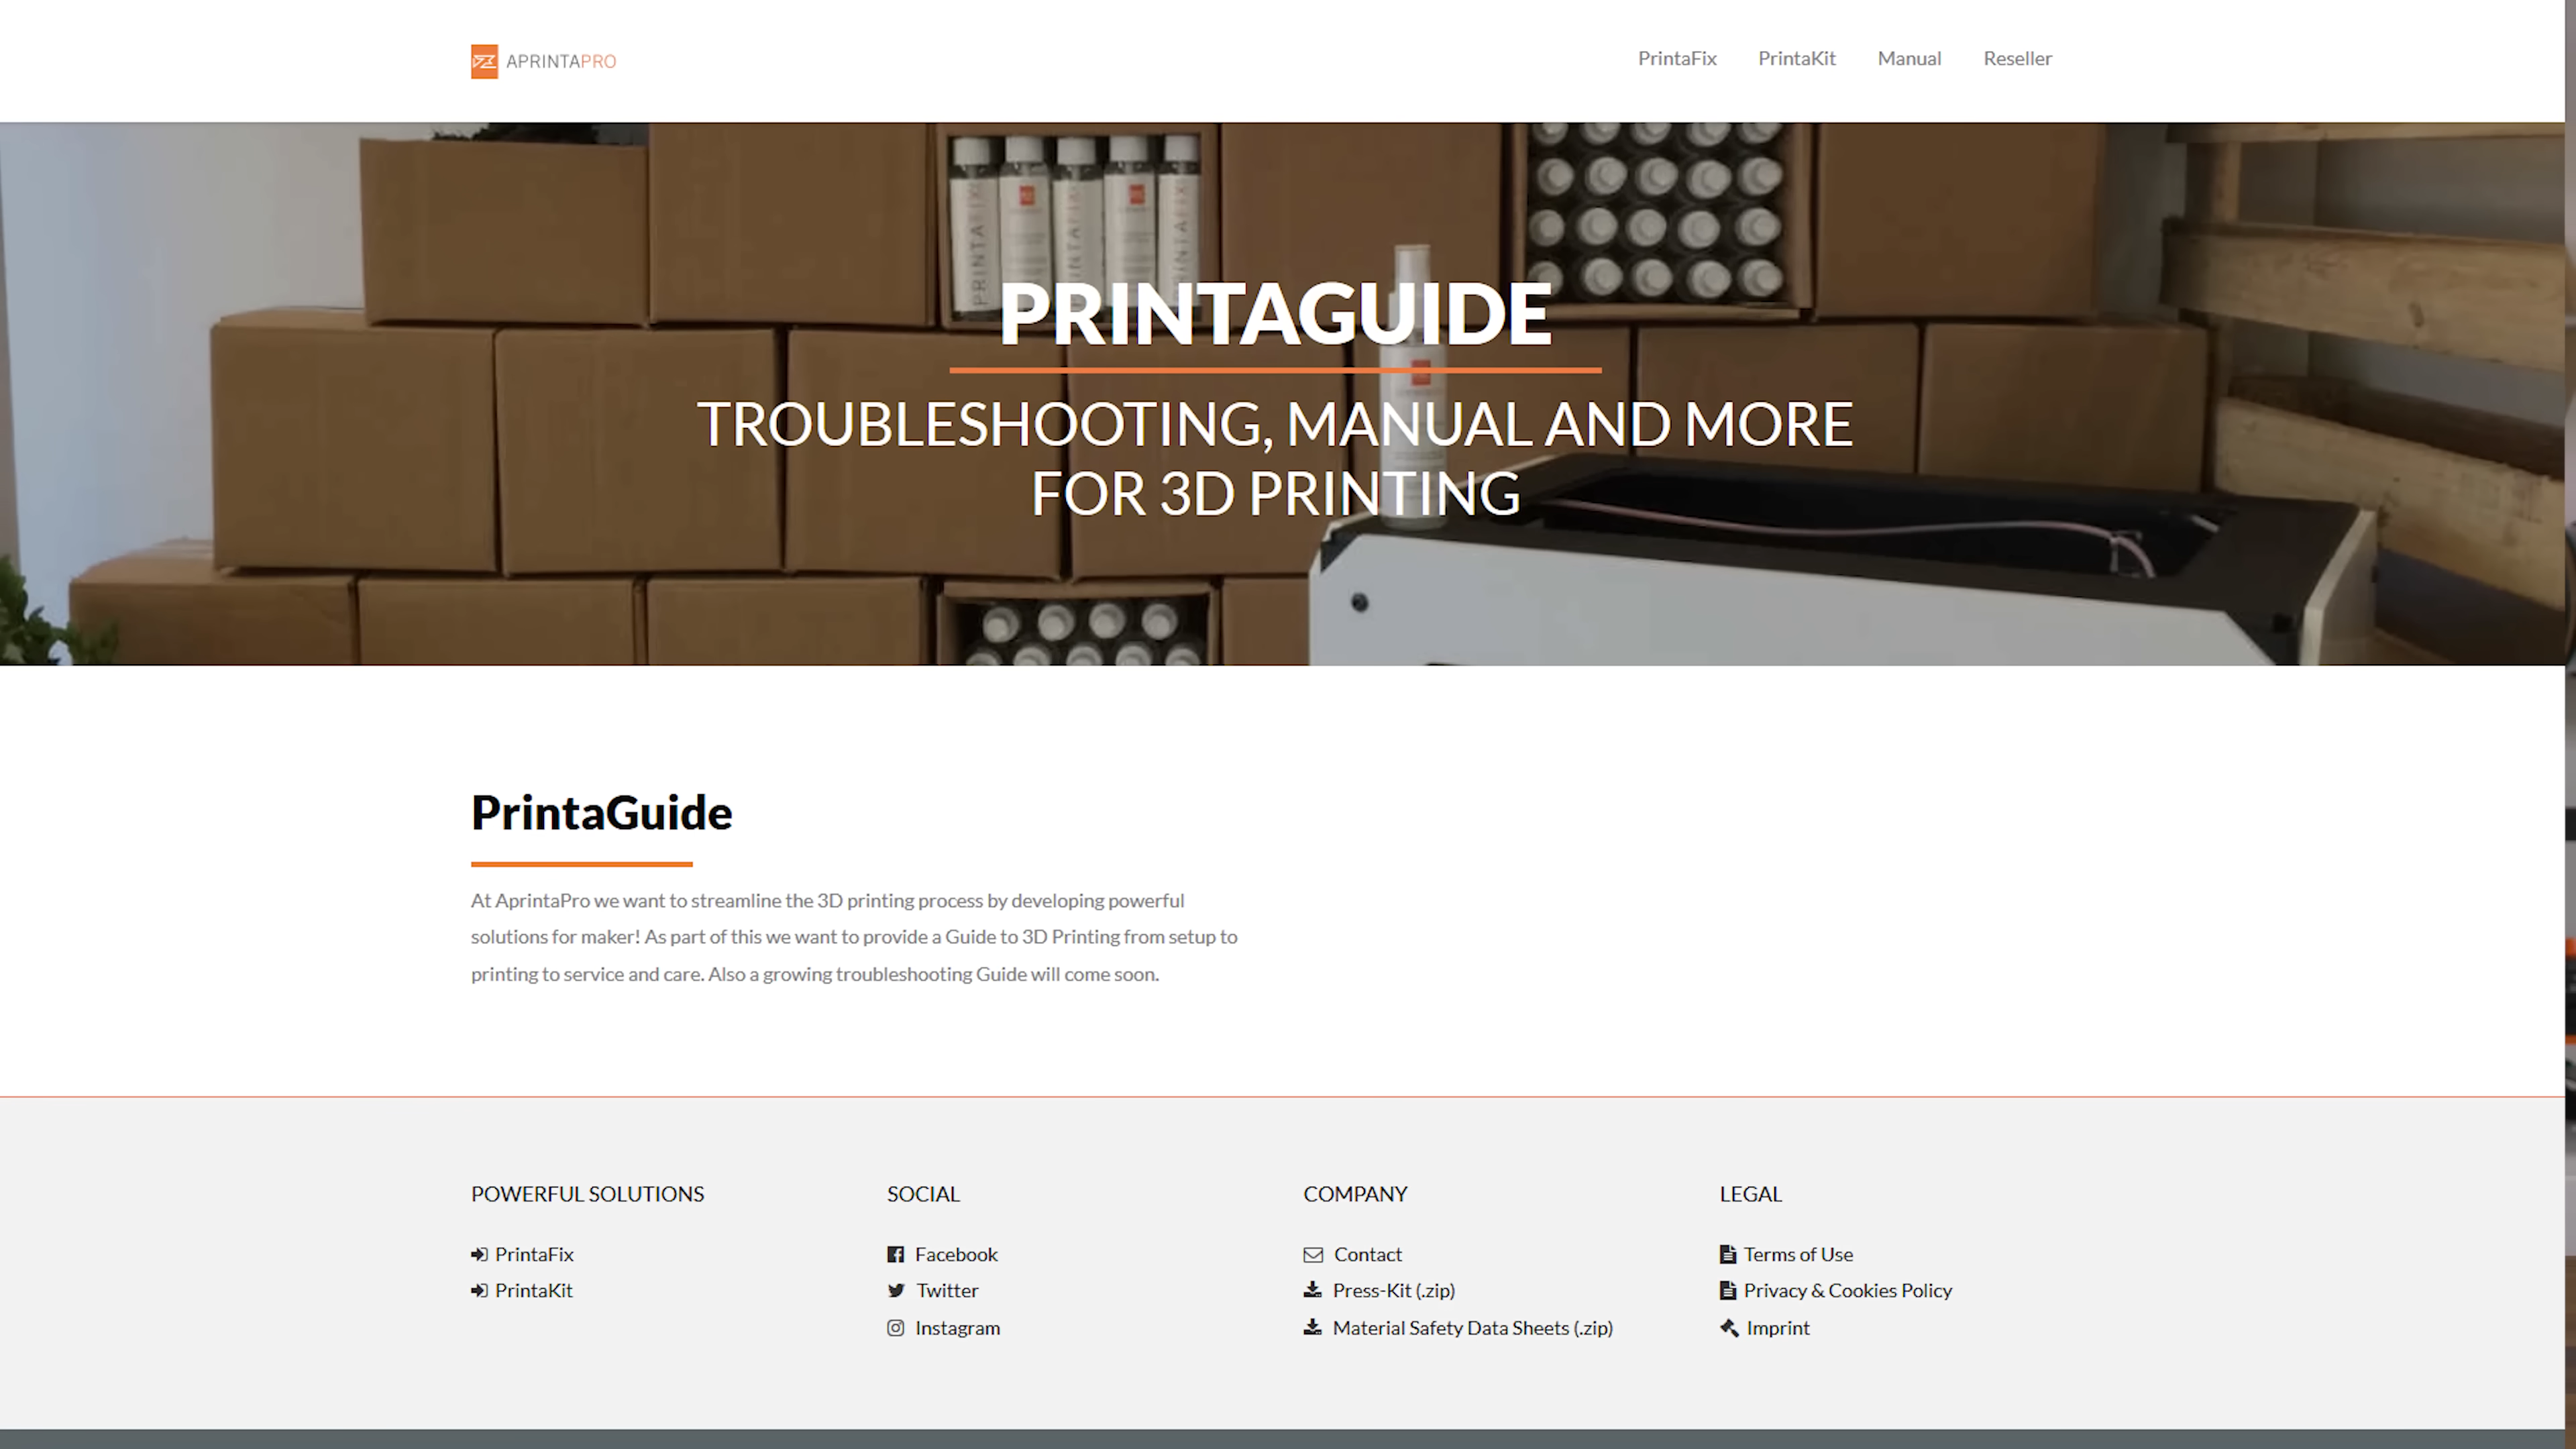 APRINTAPRO
PrintaFix
PrintaKit
Manual
Reseller
PRINTAFIX
PRINTAFIX
PRINTAFIX
PRINTAGUIDE
TROUBLESHOOTING, MANUAL AND MORE
FOR 3D PRINTING
PrintaGuide
At AprintaPro we want to streamline the 3D printing process by developing powerful
solutions for maker! As part of this we want to provide a Guide to 3D Printing from setup to
printing to service and care. Also a growing troubleshooting Guide will come soon.
POWERFUL SOLUTIONS
PrintaFix
PrintaKit
SOCIAL
Facebook
Twitter
Instagram
COMPANY
Contact
Press-Kit (.zip)
Material Safety Data Sheets (.zip)
LEGAL
Terms of Use
Privacy & Cookies Policy
Imprint